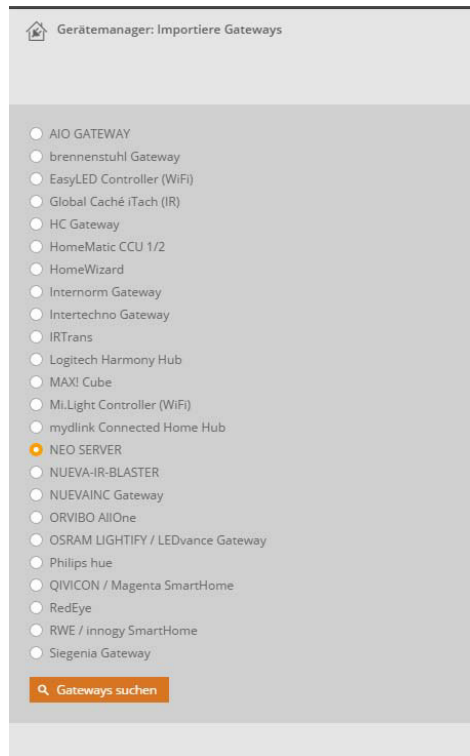 Gerätemanager: Importiere Gateways
AIO GATEWAY
brennenstuhl Gateway
EasyLED Controller (WiFi)
Global Caché iTach (IR)
HC Gateway
HomeMatic CCU 1/2
HomeWizard
Internorm Gateway
Intertechno Gateway
IRTrans
Logitech Harmony Hub
MAX! Cube
Mi.Light Controller (WiFi)
mydlink Connected Home Hub
NEO SERVER
NUEVA-IR-BLASTER
NUEVAINC Gateway
ORVIBO AllOne
OSRAM LIGHTIFY / LEDvance Gateway
Philips hue
QIVICON / Magenta SmartHome
RedEye
RWE / innogy SmartHome
Siegenia Gateway
Gateways suchen